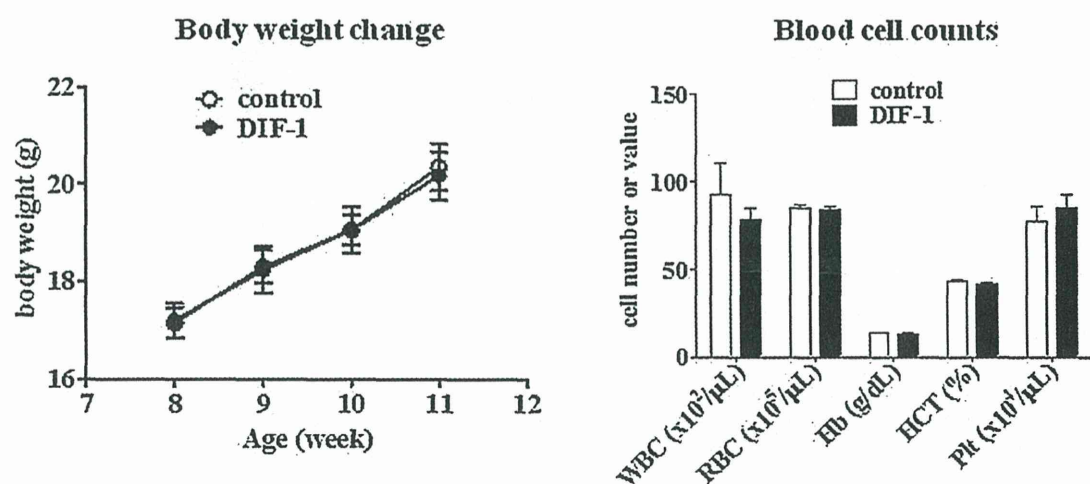 Body weight change
22
20
18
16
body weight (g)
control
DIF-1
7 8 9 10 11 12
Age (week)
Blood cell counts
150
100
50
0
cell number or value
control
DIF-1
WBC (x10²/μL)
RBC (x10⁵/μL)
Hb (g/dL)
HCT (%)
Plt (x10⁴/μL)